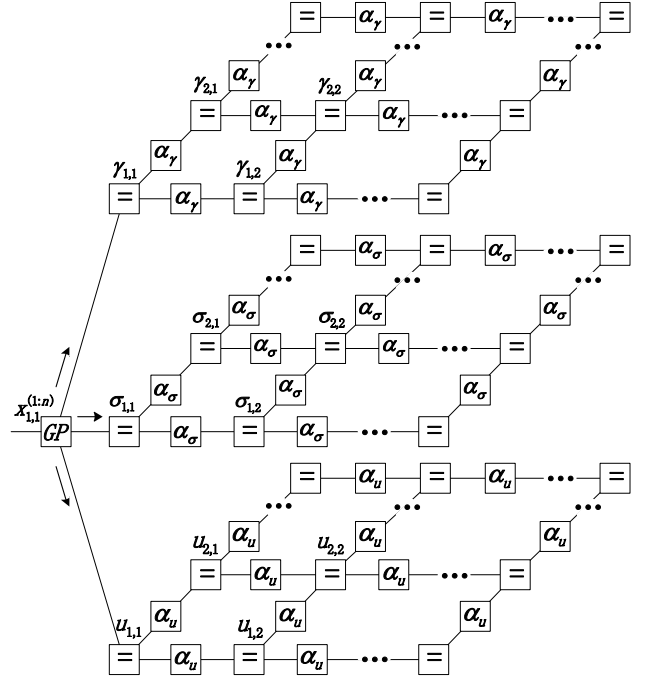 = α_γ = α_γ ••• =
••• ••• •••
α_γ α_γ α_γ
γ_{2,1} γ_{2,2}
= α_γ = α_γ ••• =
α_γ α_γ α_γ
γ_{1,1} γ_{1,2}
= α_γ = α_γ ••• =
= α_σ = α_σ ••• =
••• ••• •••
α_σ α_σ α_σ
σ_{2,1} σ_{2,2}
= α_σ = α_σ ••• =
α_σ α_σ α_σ
x_{1,1}^{(1:n)} σ_{1,1} σ_{1,2}
GP = α_σ = α_σ ••• =
= α_u = α_u ••• =
••• ••• •••
α_u α_u α_u
u_{2,1} u_{2,2}
= α_u = α_u ••• =
α_u α_u α_u
u_{1,1} u_{1,2}
= α_u = α_u ••• =